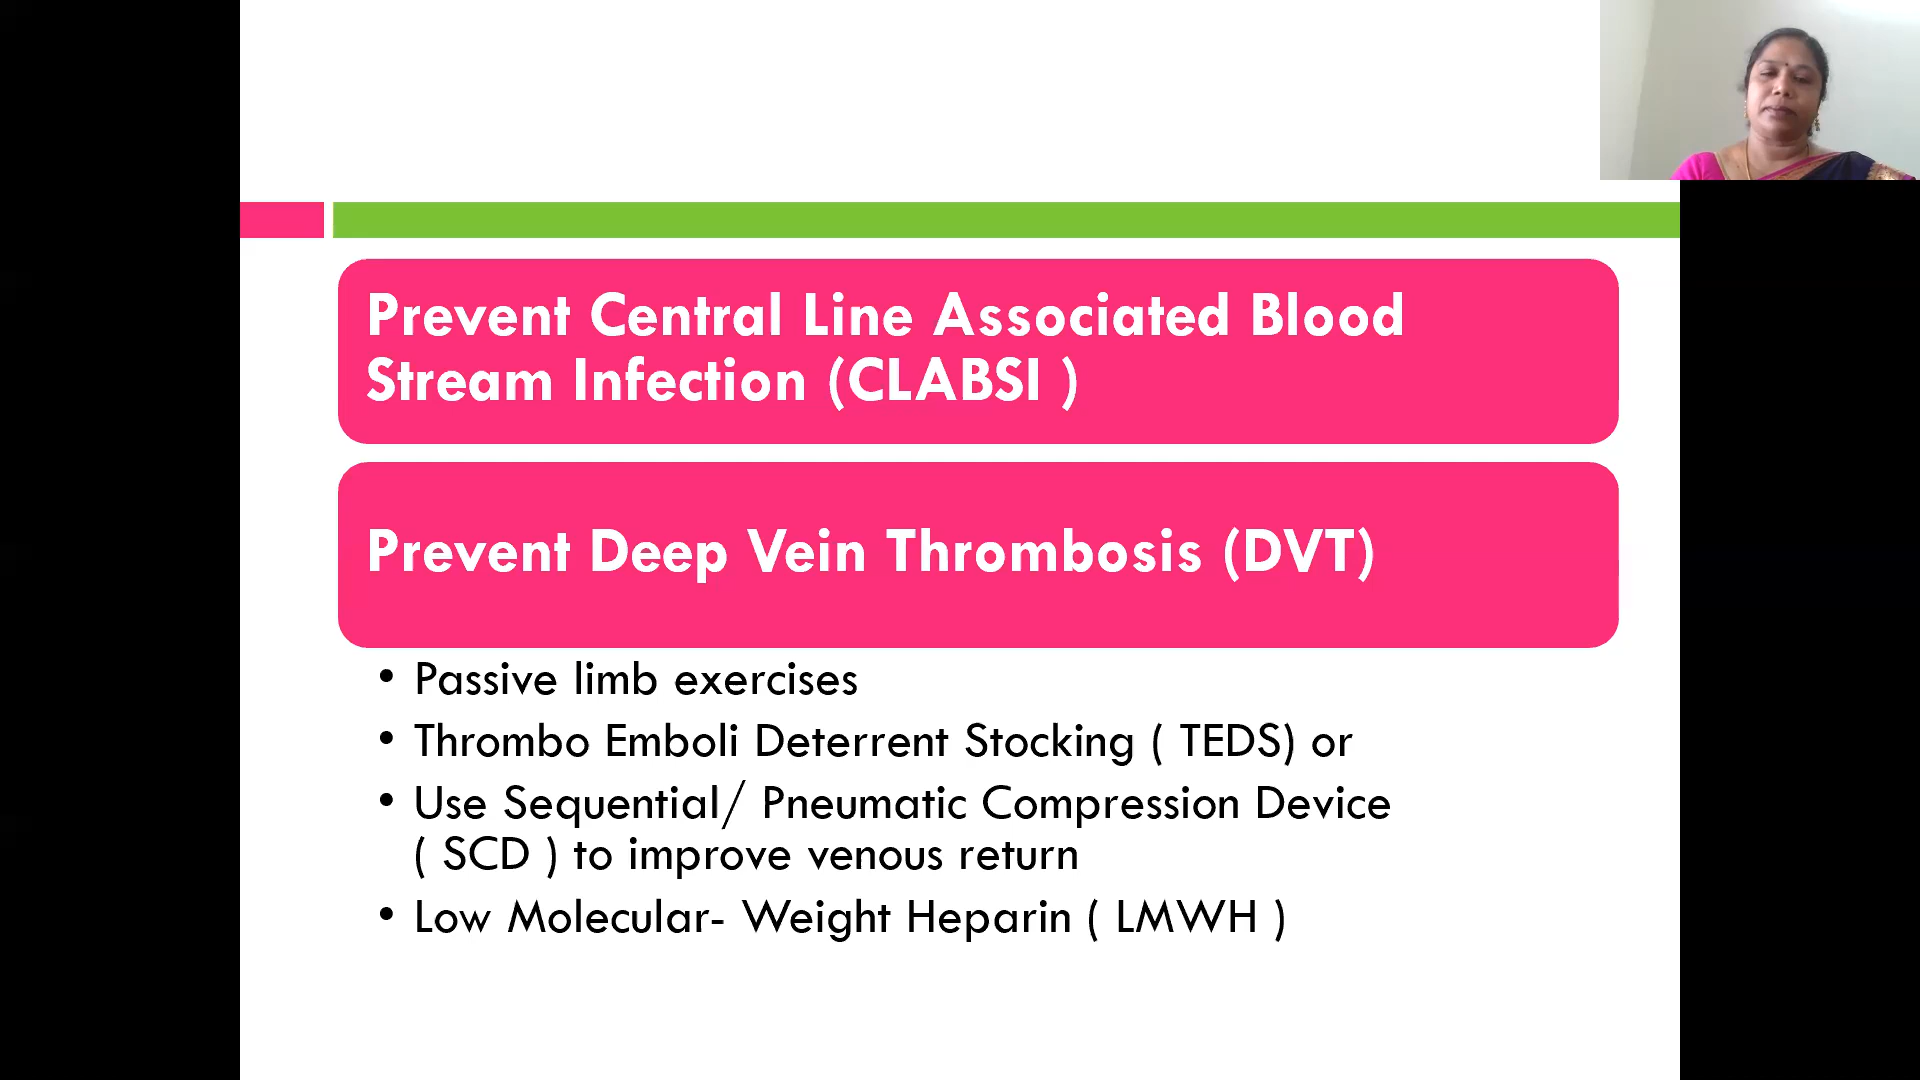 Prevent Central Line Associated Blood
Stream Infection (CLABSI )
Prevent Deep Vein Thrombosis (DVT)
• Passive limb exercises
• Thrombo Emboli Deterrent Stocking ( TEDS) or
• Use Sequential/ Pneumatic Compression Device
( SCD ) to improve venous return
• Low Molecular- Weight Heparin ( LMWH )